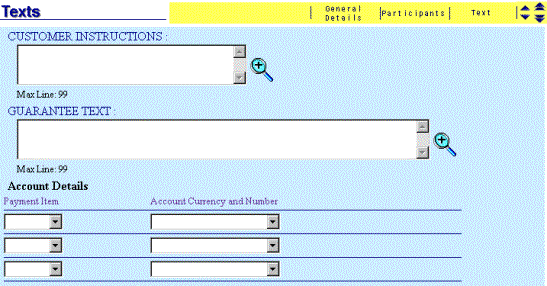 Texts
General Details
Participants
Text
CUSTOMER INSTRUCTIONS :
Max Line: 99
GUARANTEE TEXT :
Max Line: 99
Account Details
Payment Item Account Currency and Number